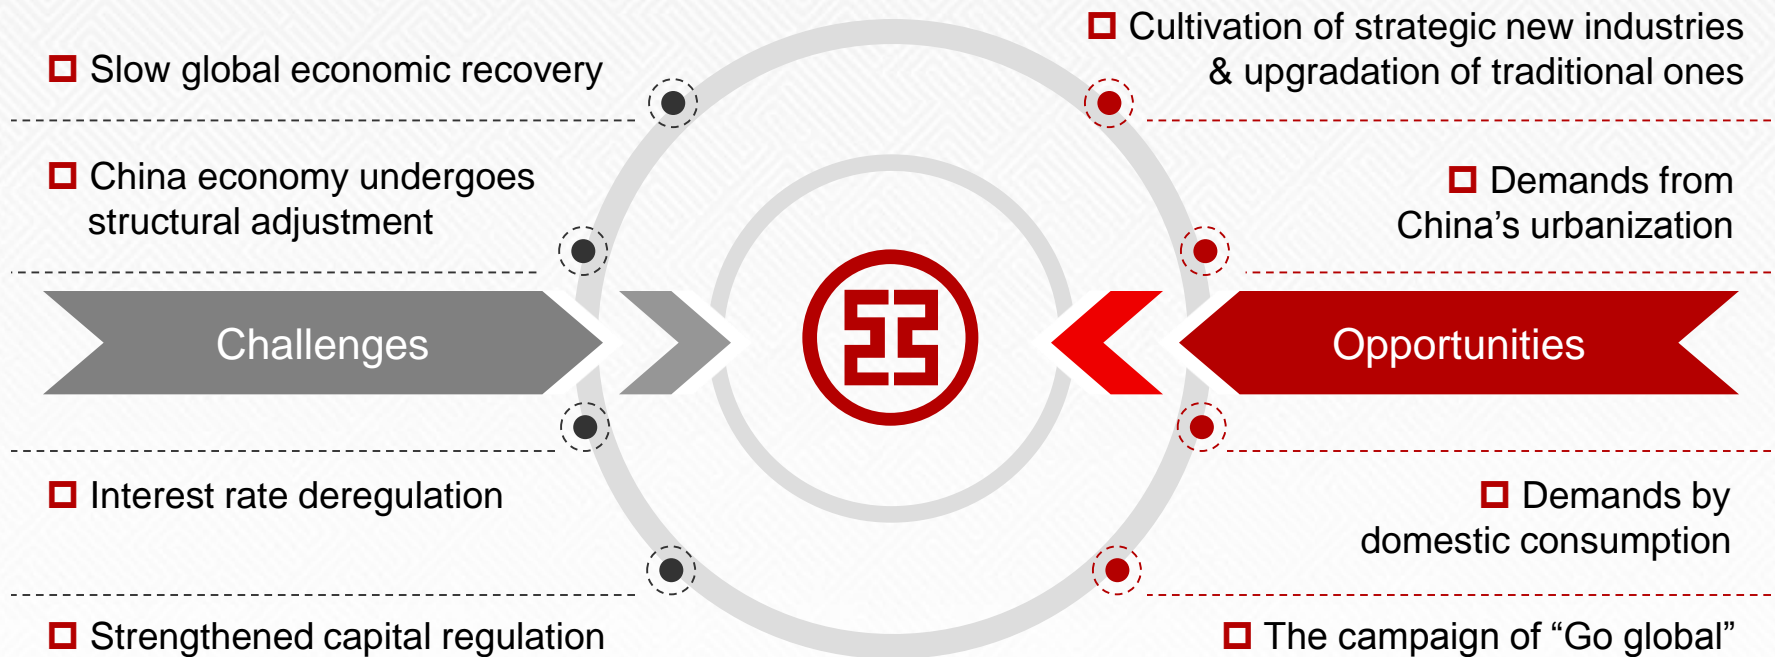 Slow global economic recovery
China economy undergoes
structural adjustment
Challenges
Interest rate deregulation
Strengthened capital regulation
Cultivation of strategic new industries
& upgradation of traditional ones
Demands from
China’s urbanization
Opportunities
Demands by
domestic consumption
The campaign of “Go global”